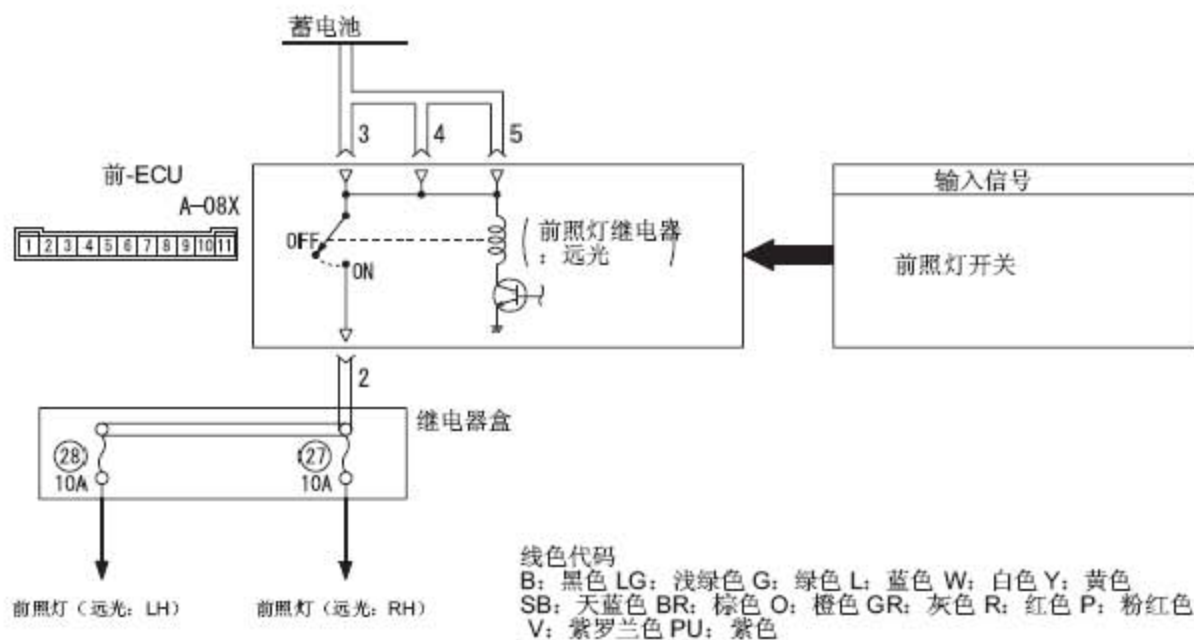 蓄电池
3 4 5
前-ECU
A-08X
1 2 3 4 5 6 7 8 9 10 11
OFF
ON
(前照灯继电器
：远光)
输入信号
前照灯开关
2
继电器盒
28
10A
27
10A
前照灯（远光：LH）
前照灯（远光：RH）
线色代码
B：黑色 LG：浅绿色 G：绿色 L：蓝色 W：白色 Y：黄色
SB：天蓝色 BR：棕色 O：橙色 GR：灰色 R：红色 P：粉红色
V：紫罗兰色 PU：紫色